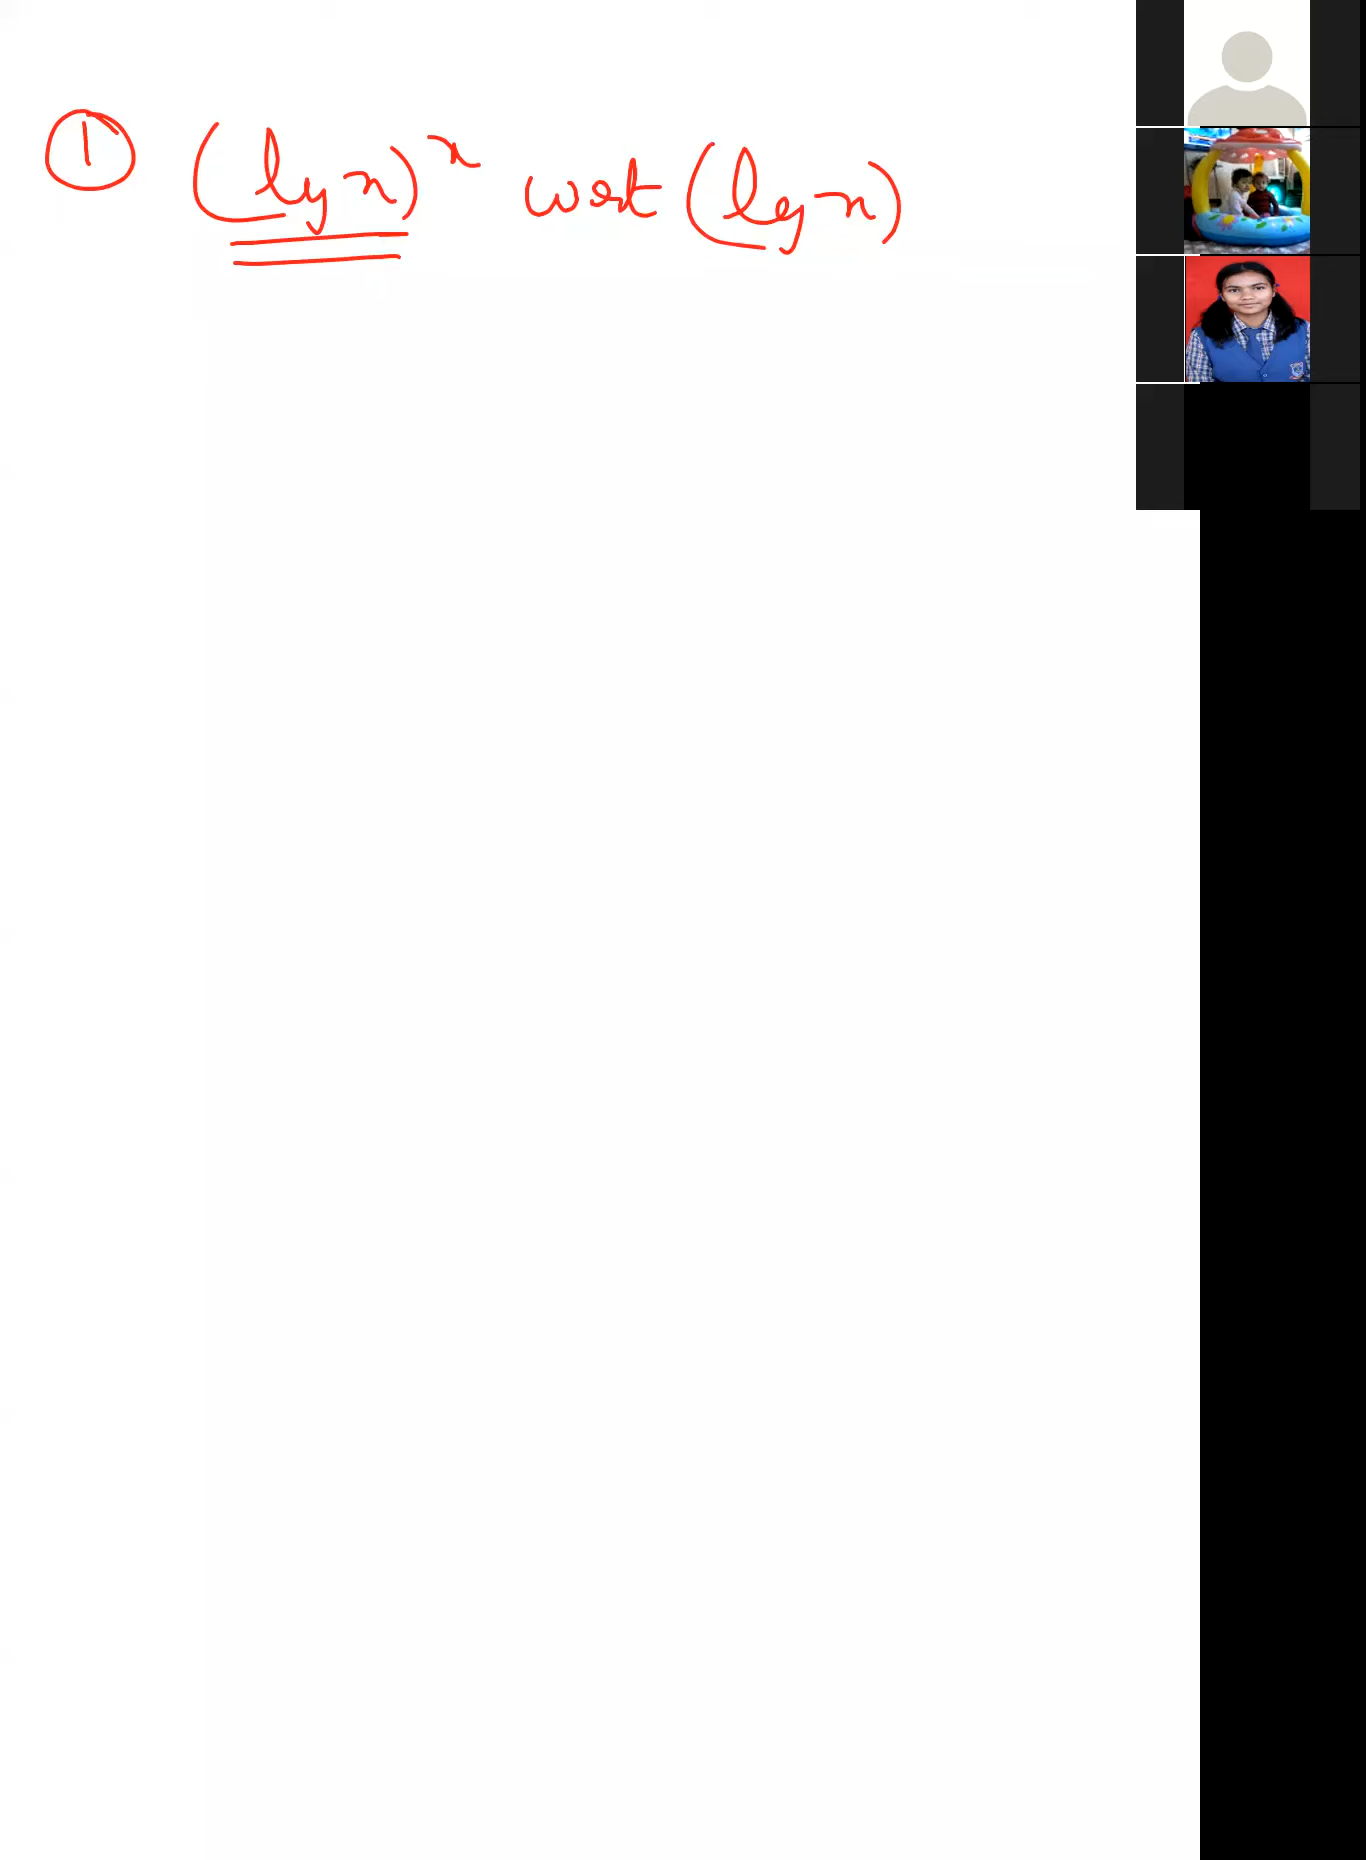 ① (log x)^x wrt (log x)